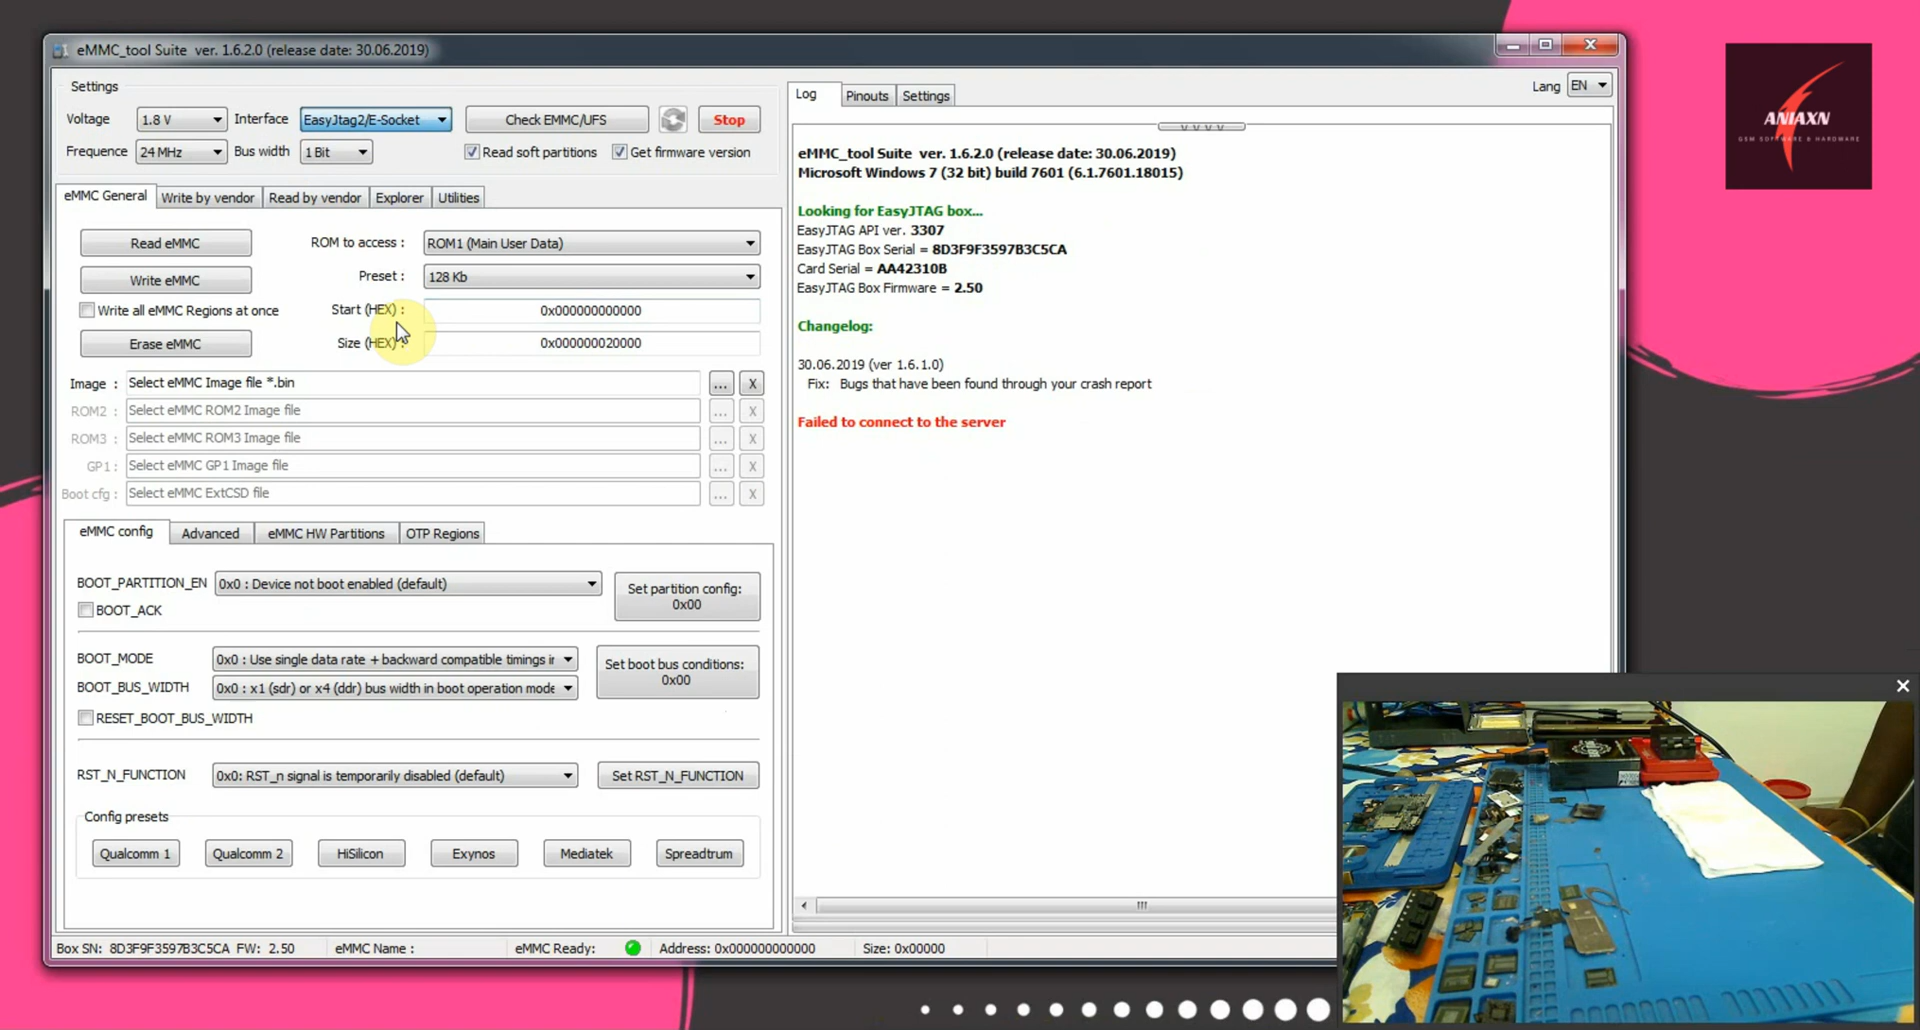 eMMC_tool Suite  ver. 1.6.2.0 (release date: 30.06.2019)
Settings
Voltage
1.8 V
Interface
EasyJtag2/E-Socket
Check EMMC/UFS
Stop
Frequence
24 MHz
Bus width
1 Bit
Read soft partitions
Get firmware version
eMMC General
Write by vendor
Read by vendor
Explorer
Utilities
Read eMMC
ROM to access :
ROM1 (Main User Data)
Write eMMC
Preset :
128 Kb
Write all eMMC Regions at once
Start (HEX) :
0x000000000000
Erase eMMC
Size (HEX) :
0x000000020000
Image :
Select eMMC Image file *.bin
...
X
ROM2 :
Select eMMC ROM2 Image file
...
X
ROM3 :
Select eMMC ROM3 Image file
...
X
GP1 :
Select eMMC GP1 Image file
...
X
Boot cfg :
Select eMMC ExtCSD file
...
X
eMMC config
Advanced
eMMC HW Partitions
OTP Regions
BOOT_PARTITION_EN
0x0 : Device not boot enabled (default)
Set partition config:
0x00
BOOT_ACK
BOOT_MODE
0x0 : Use single data rate + backward compatible timings ir
Set boot bus conditions:
0x00
BOOT_BUS_WIDTH
0x0 : x1 (sdr) or x4 (ddr) bus width in boot operation mode
RESET_BOOT_BUS_WIDTH
RST_N_FUNCTION
0x0: RST_n signal is temporarily disabled (default)
Set RST_N_FUNCTION
Config presets
Qualcomm 1
Qualcomm 2
HiSilicon
Exynos
Mediatek
Spreadtrum
Log
Pinouts
Settings
Lang
EN
eMMC_tool Suite  ver. 1.6.2.0 (release date: 30.06.2019)
Microsoft Windows 7 (32 bit) build 7601 (6.1.7601.18015)
Looking for EasyJTAG box...
EasyJTAG API ver. 3307
EasyJTAG Box Serial = 8D3F9F3597B3C5CA
Card Serial = AA42310B
EasyJTAG Box Firmware = 2.50
Changelog:
30.06.2019 (ver 1.6.1.0)
Fix:  Bugs that have been found through your crash report
Failed to connect to the server
Box SN:  8D3F9F3597B3C5CA  FW:  2.50
eMMC Name :
eMMC Ready:
Address: 0x000000000000
Size: 0x00000
ANIAXN
GSM SOFTWARE & HARDWARE